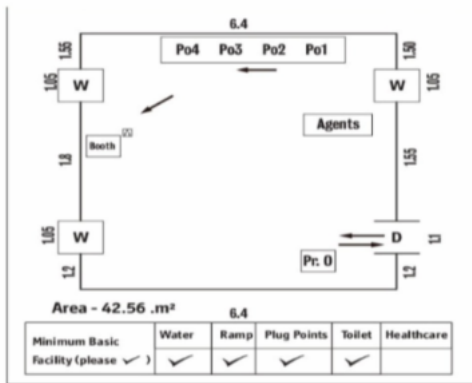 6.4
1.55
1.50
Po4 Po3 Po2 Po1
1.05
W
W
1.05
Agents
Booth
1.8
1.55
1.05
W
D
1.1
Pr. O
1.2
1.2
Area - 42.56 .m²
6.4
Minimum Basic
Facility (please ✓ )
Water
Ramp
Plug Points
Toilet
Healthcare
✓
✓
✓
✓